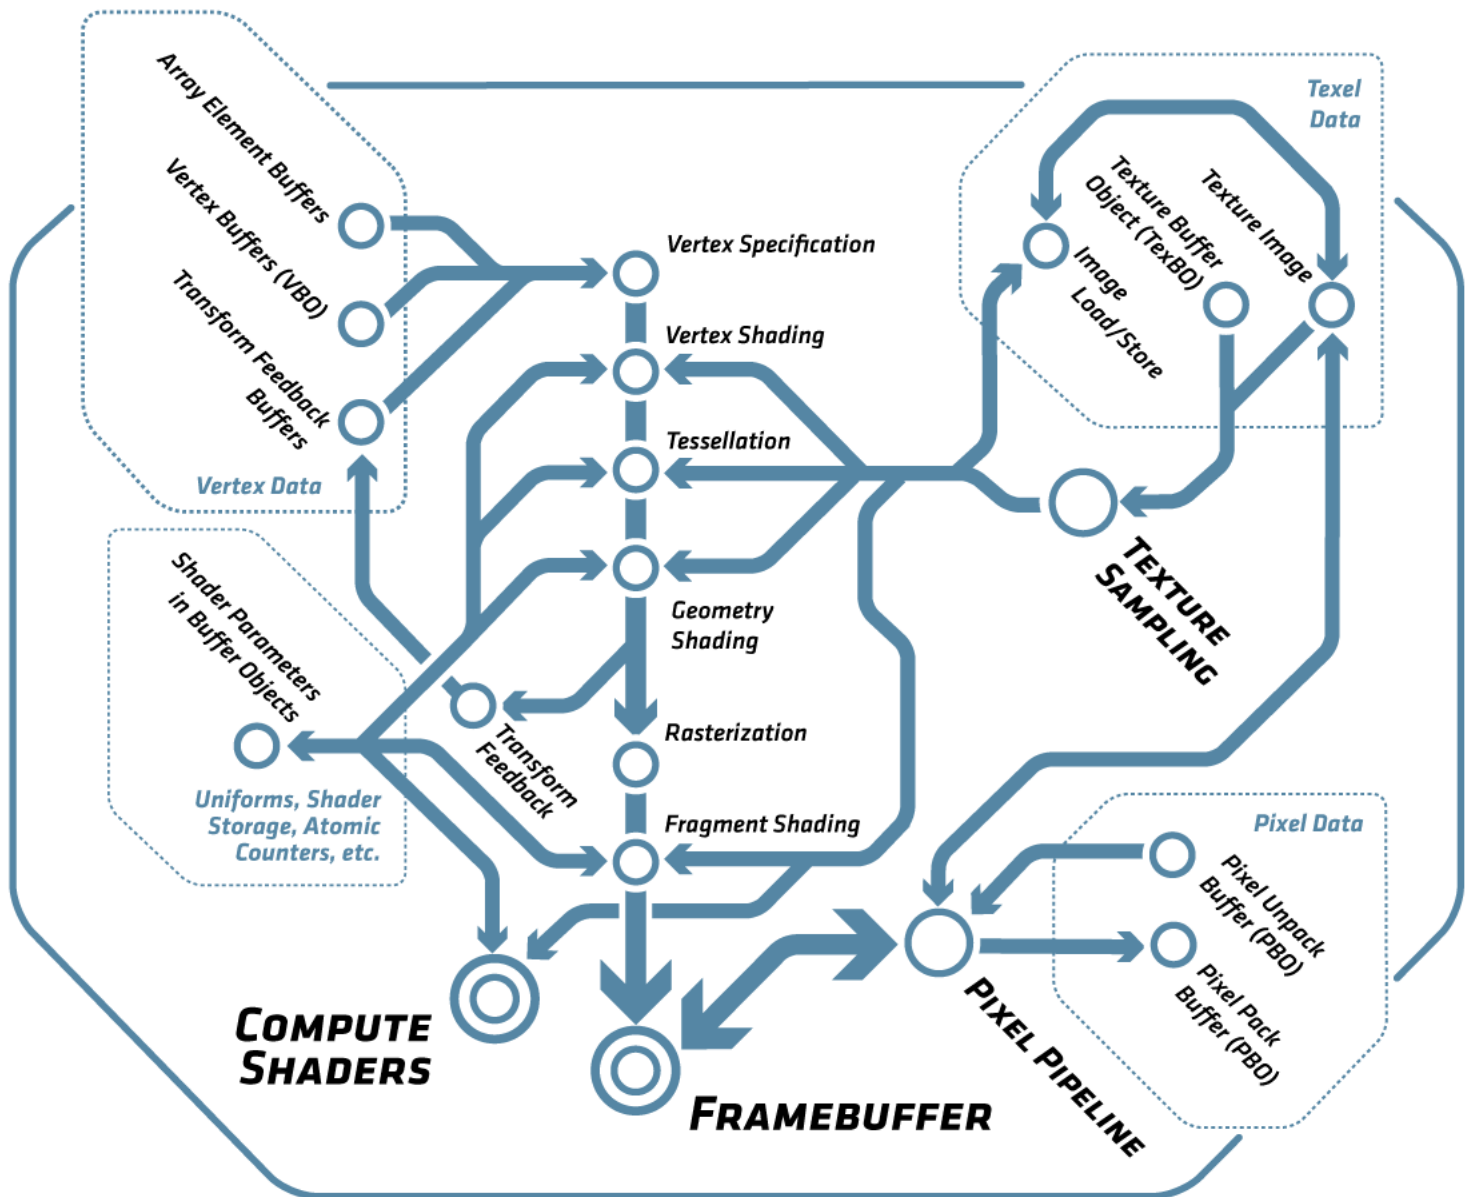 Array Element Buffers
Vertex Buffers (VBO)
Transform Feedback
Buffers
Vertex Data
Shader Parameters
in Buffer Objects
Uniforms, Shader
Storage, Atomic
Counters, etc.
Vertex Specification
Vertex Shading
Tessellation
Geometry
Shading
Transform
Feedback
Rasterization
Fragment Shading
Texel
Data
Texture Buffer
Object (TexBO)
Texture Image
Image
Load/Store
TEXTURE
SAMPLING
Pixel Data
Pixel Unpack
Buffer (PBO)
Pixel Pack
Buffer (PBO)
PIXEL PIPELINE
COMPUTE
SHADERS
FRAMEBUFFER